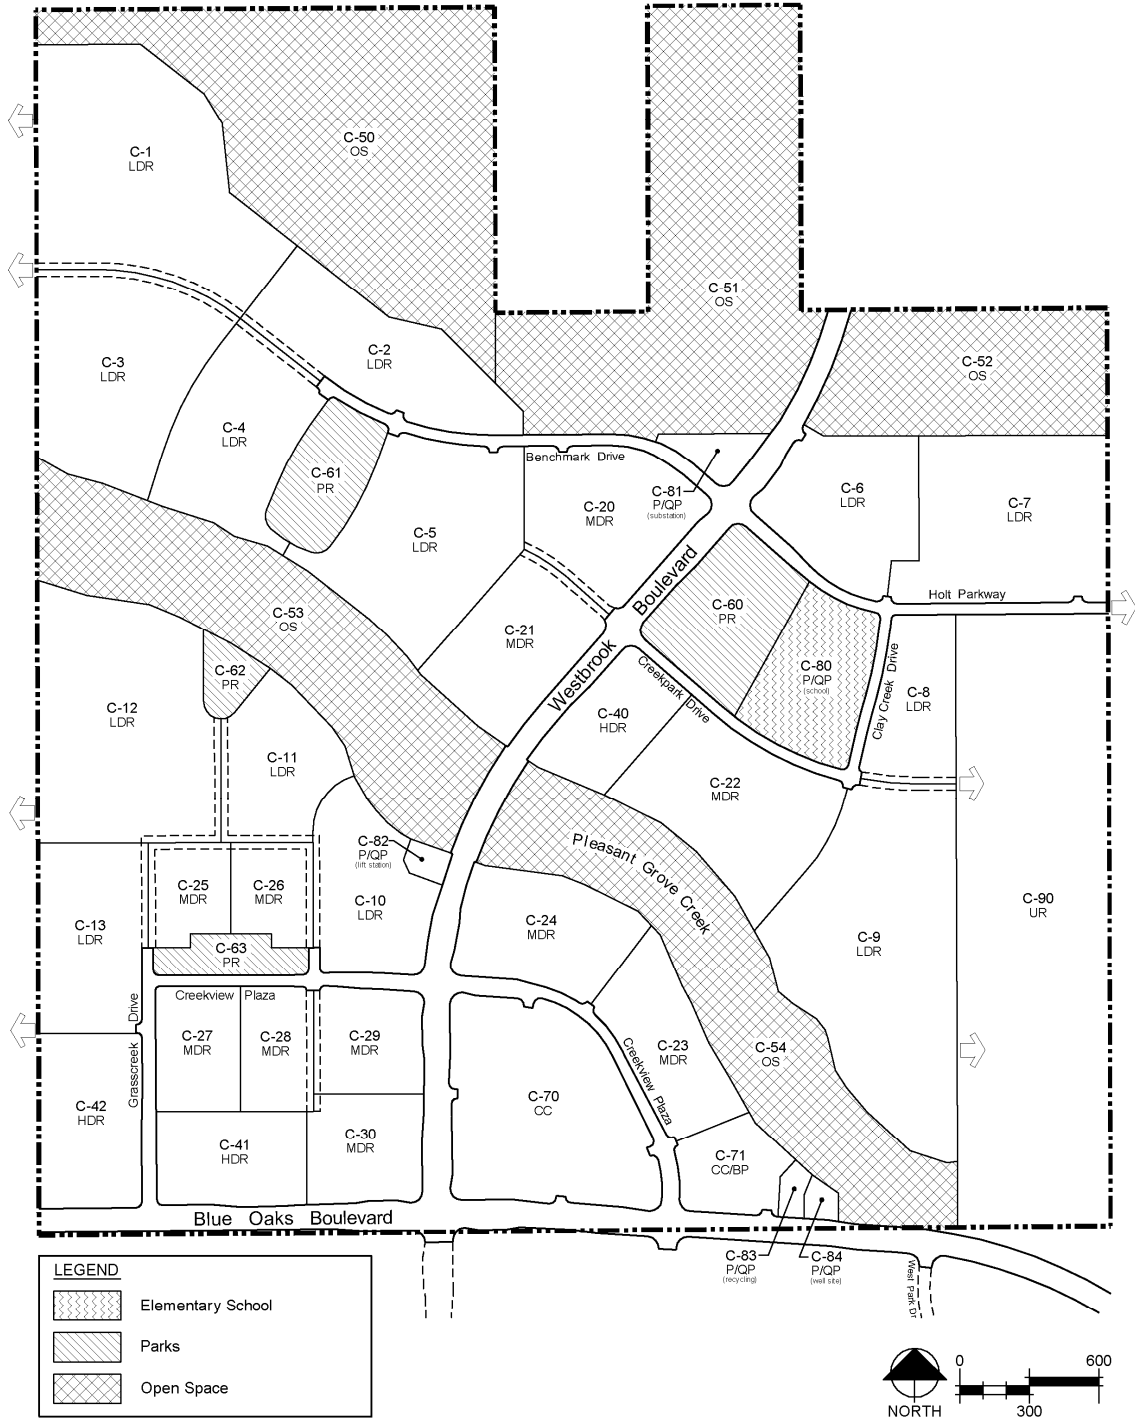 C-50
OS
C-1
LDR
C-51
OS
C-2
LDR
C-3
LDR
C-52
OS
C-4
LDR
Benchmark Drive
C-61
PR
C-81
P/QP
(substation)
C-6
LDR
C-7
LDR
C-20
MDR
C-5
LDR
Westbrook Boulevard
Holt Parkway
C-60
PR
C-53
OS
C-21
MDR
C-80
P/QP
(school)
C-62
PR
Creekpark Drive
Clay Creek Drive
C-8
LDR
C-12
LDR
C-40
HDR
C-11
LDR
C-22
MDR
C-82
P/QP
(lift station)
Pleasant Grove Creek
C-25
MDR
C-26
MDR
C-10
LDR
C-90
UR
C-13
LDR
C-24
MDR
C-9
LDR
C-63
PR
Creekview Plaza
Grasscreek Drive
C-27
MDR
C-28
MDR
C-29
MDR
C-23
MDR
C-54
OS
Creekview Plaza
C-42
HDR
C-70
CC
C-41
HDR
C-30
MDR
C-71
CC/BP
Blue Oaks Boulevard
C-83
P/QP
(recycling)
C-84
P/QP
(well site)
West Park Dr
LEGEND
Elementary School
Parks
Open Space
NORTH
0
600
300